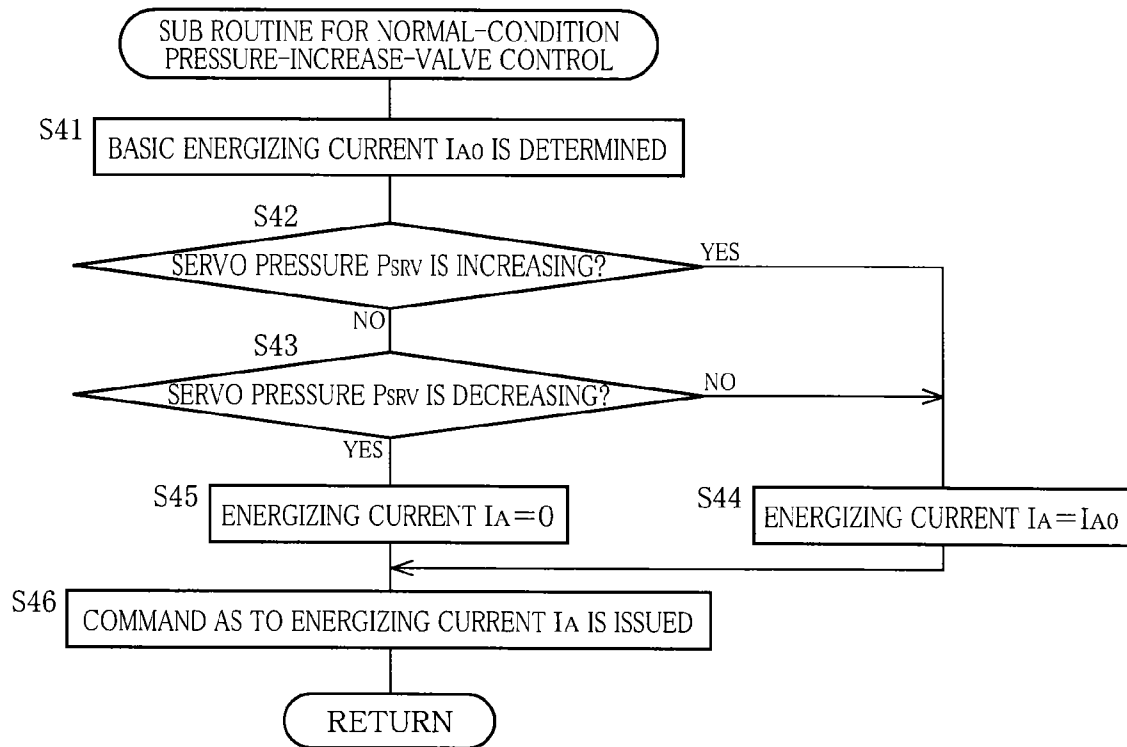 SUB ROUTINE FOR NORMAL-CONDITION
PRESSURE-INCREASE-VALVE CONTROL
S41
BASIC ENERGIZING CURRENT IA0 IS DETERMINED
S42
SERVO PRESSURE PSRV IS INCREASING?
YES
NO
S43
SERVO PRESSURE PSRV IS DECREASING?
NO
YES
S45
ENERGIZING CURRENT IA=0
S44
ENERGIZING CURRENT IA=IA0
S46
COMMAND AS TO ENERGIZING CURRENT IA IS ISSUED
RETURN